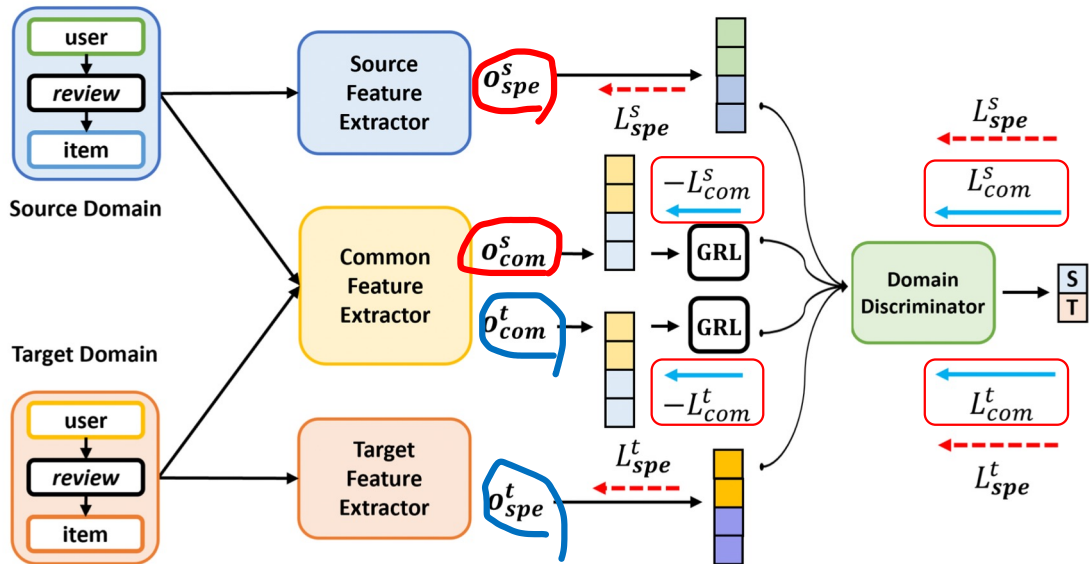 user
review
item
Source Domain
Target Domain
user
review
item
Source
Feature
Extractor
Common
Feature
Extractor
Target
Feature
Extractor
o^s_spe
o^s_com
o^t_com
o^t_spe
L^s_spe
−L^s_com
GRL
GRL
−L^t_com
L^t_spe
Domain
Discriminator
L^s_spe
L^s_com
S
T
L^t_com
L^t_spe